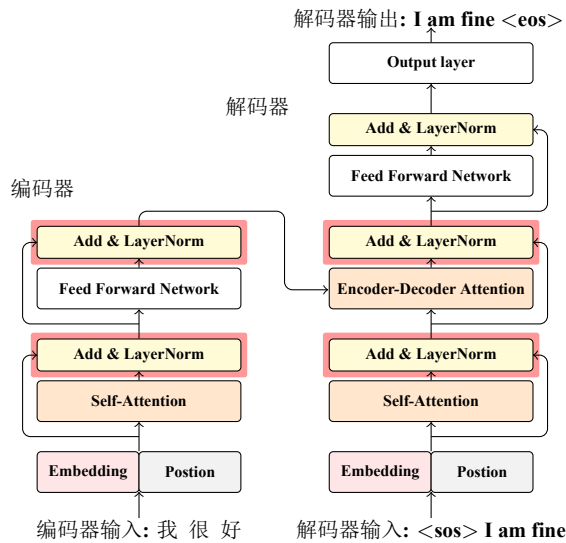 解码器输出: I am fine <eos>
Output layer
解码器
Add & LayerNorm
Feed Forward Network
编码器
Add & LayerNorm
Add & LayerNorm
Feed Forward Network
Encoder-Decoder Attention
Add & LayerNorm
Add & LayerNorm
Self-Attention
Self-Attention
Embedding
Postion
Embedding
Postion
编码器输入: 我 很 好
解码器输入: <sos> I am fine